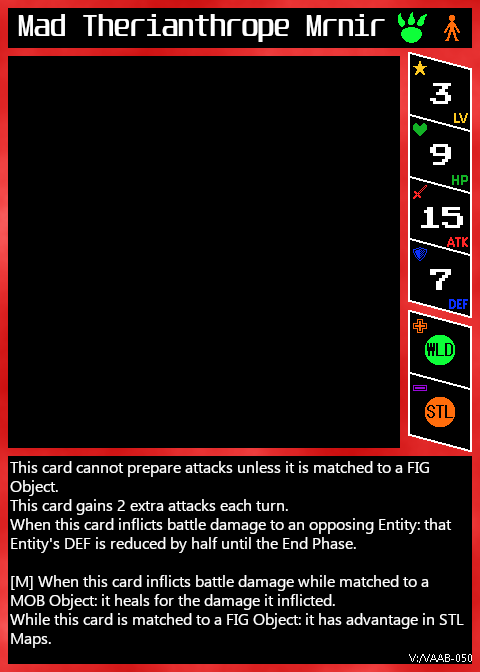 Mad Therianthrope Mrnir
3
LV
9
HP
15
ATK
7
DEF
WLD
STL
This card cannot prepare attacks unless it is matched to a FIG
Object.
This card gains 2 extra attacks each turn.
When this card inflicts battle damage to an opposing Entity: that
Entity's DEF is reduced by half until the End Phase.
[M] When this card inflicts battle damage while matched to a
MOB Object: it heals for the damage it inflicted.
While this card is matched to a FIG Object: it has advantage in STL
Maps.
V:/VAAB-050